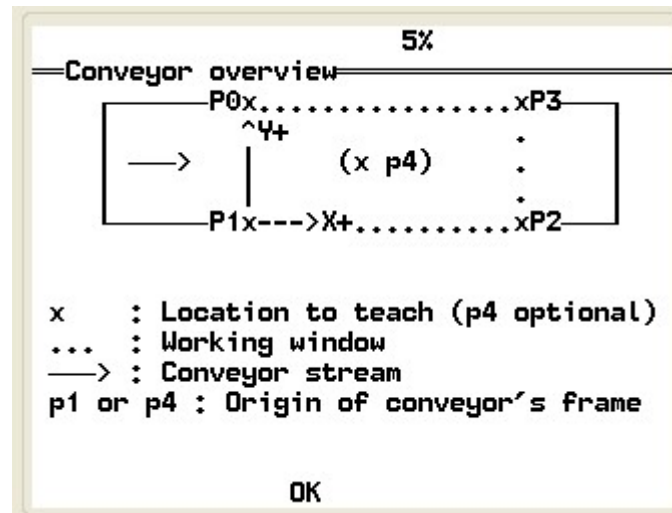 5%
Conveyor overview
P0x................xP3
^Y+
(x p4)
P1x--->X+..........xP2
x : Location to teach (p4 optional)
... : Working window
——> : Conveyor stream
p1 or p4 : Origin of conveyor's frame
OK